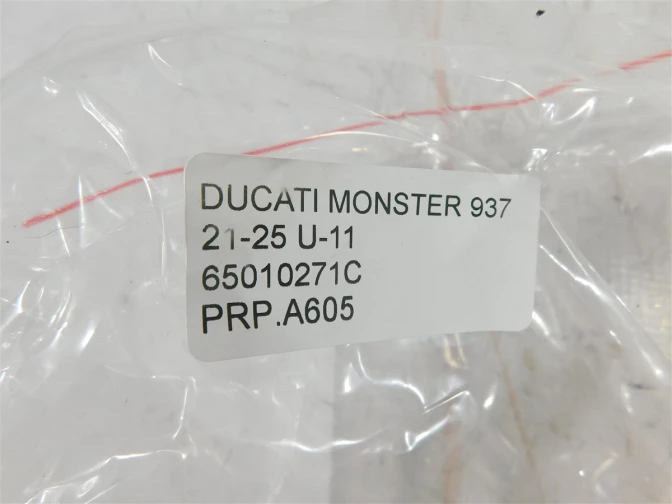 DUCATI MONSTER 937
21-25 U-11
65010271C
PRP.A605